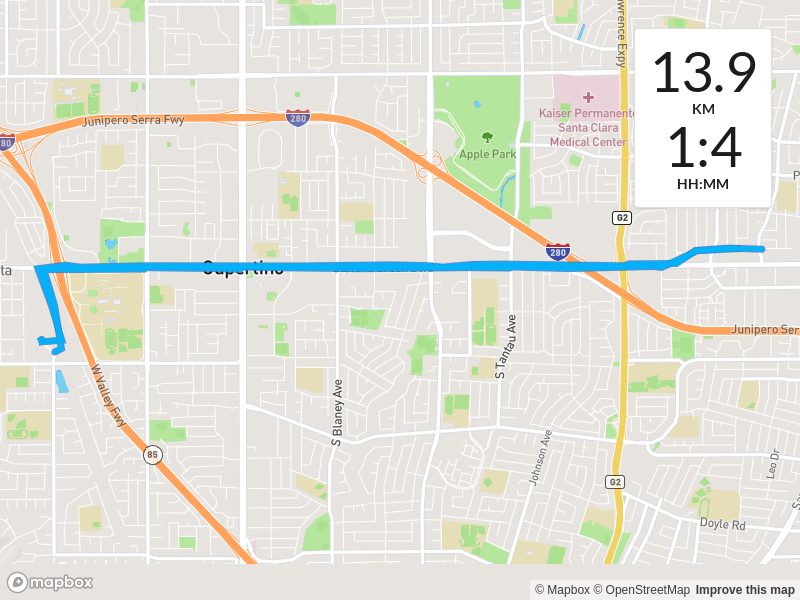 13.9
KM
1:4
HH:MM
Lawrence Expy
Junipero Serra Fwy
280
280
Kaiser Permanente
Santa Clara
Medical Center
Apple Park
G2
280
Cupertino
Junipero Serra
W Valley Fwy
S Tantau Ave
S Blaney Ave
85
Johnson Ave
Leo Dr
G2
Doyle Rd
mapbox
© Mapbox © OpenStreetMap Improve this map